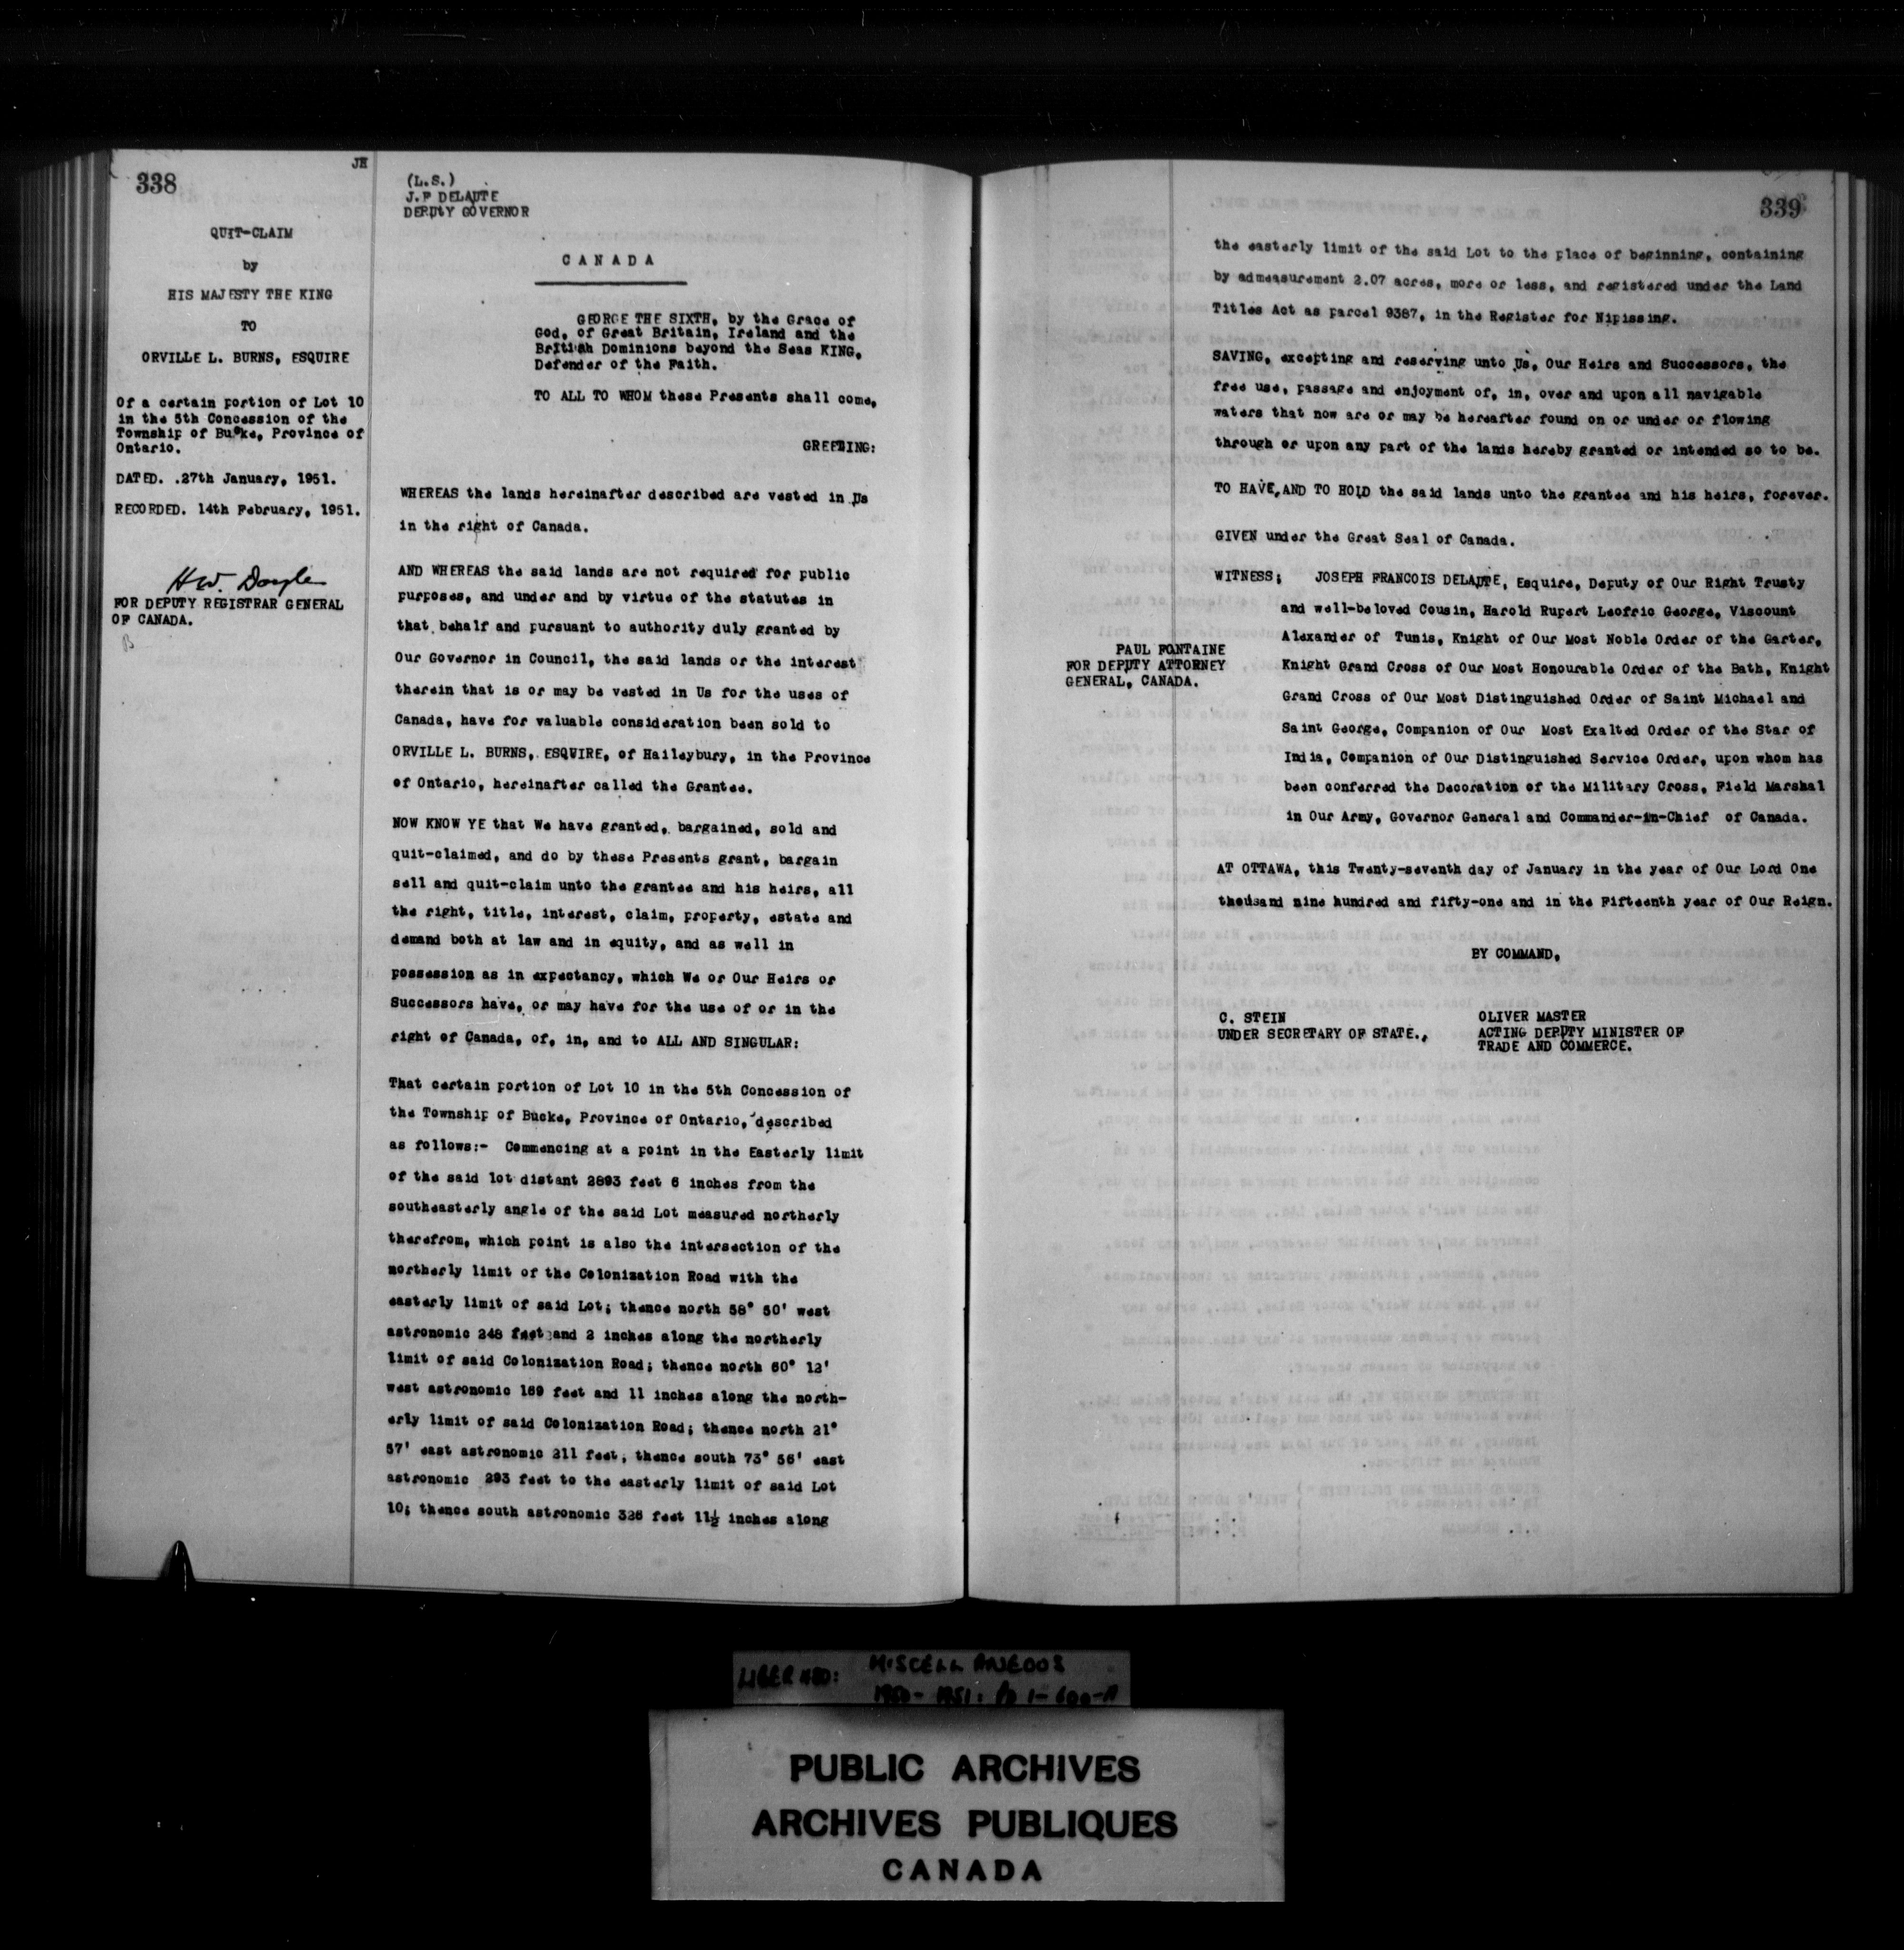 JH
338
QUIT-CLAIM
by
HIS MAJESTY THE KING
TO
ORVILLE L. BURNS, ESQUIRE
Of a certain portion of Lot 10
in the 5th Concession of the
Township of Bucke, Province of
Ontario.
DATED. .27th January, 1951.
RECORDED. 14th February, 1951.
H.W. Doyle
FOR DEPUTY REGISTRAR GENERAL
OF CANADA.
(L.S.)
J.F DELAUTE
DEPUTY GOVERNOR
CANADA
GEORGE THE SIXTH, by the Grace of
God, of Great Britain, Ireland and the
British Dominions beyond the Seas KING,
Defender of the Faith.
TO ALL TO WHOM these Presents shall come,
GREETING:
WHEREAS the lands hereinafter described are vested in Us
in the right of Canada.
AND WHEREAS the said lands are not required for public
purposes, and under and by virtue of the statutes in
that behalf and pursuant to authority duly granted by
Our Governor in Council, the said lands or the interest
therein that is or may be vested in Us for the uses of
Canada, have for valuable consideration been sold to
ORVILLE L. BURNS, ESQUIRE, of Haileybury, in the Province
of Ontario, hereinafter called the Grantee.
NOW KNOW YE that We have granted, bargained, sold and
quit-claimed, and do by these Presents grant, bargain
sell and quit-claim unto the grantee and his heirs, all
the right, title, interest, claim, property, estate and
demand both at law and in equity, and as well in
possession as in expectancy, which We or Our Heirs or
Successors have, or may have for the use of or in the
right of Canada, of, in, and to ALL AND SINGULAR:
That certain portion of Lot 10 in the 5th Concession of
the Township of Bucke, Province of Ontario, described
as follows:- Commencing at a point in the Easterly limit
of the said lot distant 2893 feet 6 inches from the
southeasterly angle of the said Lot measured northerly
therefrom, which point is also the intersection of the
northerly limit of the Colonization Road with the
easterly limit of said Lot; thence north 58° 50' west
astronomic 248 feet and 2 inches along the northerly
limit of said Colonization Road; thence north 60° 12'
west astronomic 169 feet and 11 inches along the north-
erly limit of said Colonization Road; thence north 21°
57' east astronomic 211 feet; thence south 73° 56' east
astronomic 293 feet to the easterly limit of said Lot
10; thence south astronomic 326 feet 11½ inches along
339
the easterly limit of the said Lot to the place of beginning, containing
by admeasurement 2.07 acres, more or less, and registered under the Land
Titles Act as parcel 9387, in the Register for Nipissing.
SAVING, excepting and reserving unto Us, Our Heirs and Successors, the
free use, passage and enjoyment of, in, over and upon all navigable
waters that now are or may be hereafter found on or under or flowing
through or upon any part of the lands hereby granted or intended so to be.
TO HAVE,AND TO HOLD the said lands unto the grantee and his heirs, forever.
GIVEN under the Great Seal of Canada.
WITNESS; JOSEPH FRANCOIS DELAUTE, Esquire, Deputy of Our Right Trusty
and well-beloved Cousin, Harold Rupert Leofric George, Viscount
Alexander of Tunis, Knight of Our Most Noble Order of the Garter,
Knight Grand Cross of Our Most Honourable Order of the Bath, Knight
Grand Cross of Our Most Distinguished Order of Saint Michael and
Saint George, Companion of Our Most Exalted Order of the Star of
India, Companion of Our Distinguished Service Order, upon whom has
been conferred the Decoration of the Military Cross, Field Marshal
in Our Army, Governor General and Commander-in-Chief of Canada.
PAUL FONTAINE
FOR DEPUTY ATTORNEY
GENERAL, CANADA.
AT OTTAWA, this Twenty-seventh day of January in the year of Our Lord One
thousand nine hundred and fifty-one and in the Fifteenth year of Our Reign.
BY COMMAND,
C. STEIN
UNDER SECRETARY OF STATE.,
OLIVER MASTER
ACTING DEPUTY MINISTER OF
TRADE AND COMMERCE.
LIBER 480: MISCELLANEOUS
1950-1951: 1-600-A
PUBLIC ARCHIVES
ARCHIVES PUBLIQUES
CANADA